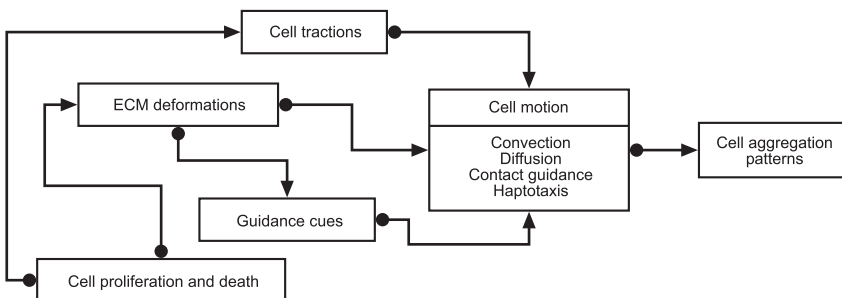 Cell tractions
ECM deformations
Cell motion
Convection
Diffusion
Contact guidance
Haptotaxis
Cell aggregation
patterns
Guidance cues
Cell proliferation and death